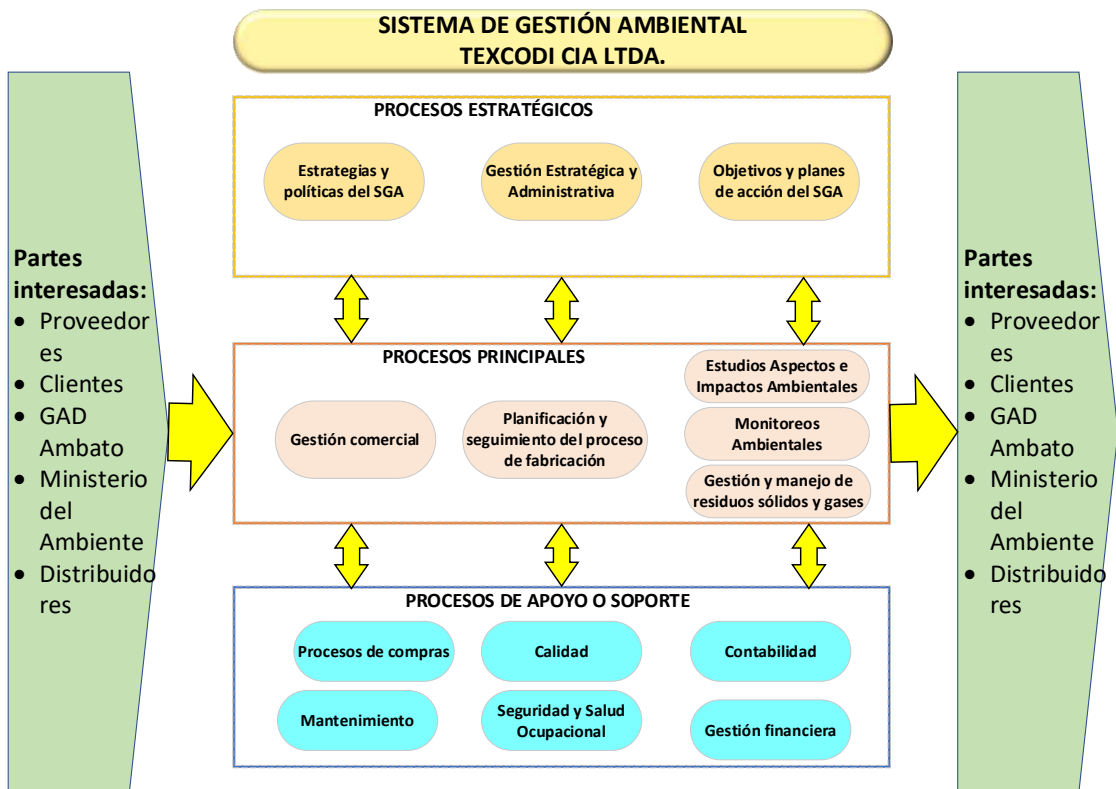 SISTEMA DE GESTIÓN AMBIENTAL
TEXCODI CIA LTDA.
Partes
interesadas:
• Proveedor
es
• Clientes
• GAD
Ambato
• Ministerio
del
Ambiente
• Distribuido
res
PROCESOS ESTRATÉGICOS
Estrategias y
políticas del SGA
Gestión Estratégica y
Administrativa
Objetivos y planes
de acción del SGA
PROCESOS PRINCIPALES
Gestión comercial
Planificación y
seguimiento del proceso
de fabricación
Estudios Aspectos e
Impactos Ambientales
Monitoreos
Ambientales
Gestión y manejo de
residuos sólidos y gases
PROCESOS DE APOYO O SOPORTE
Procesos de compras
Calidad
Contabilidad
Mantenimiento
Seguridad y Salud
Ocupacional
Gestión financiera
Partes
interesadas:
• Proveedor
es
• Clientes
• GAD
Ambato
• Ministerio
del
Ambiente
• Distribuido
res